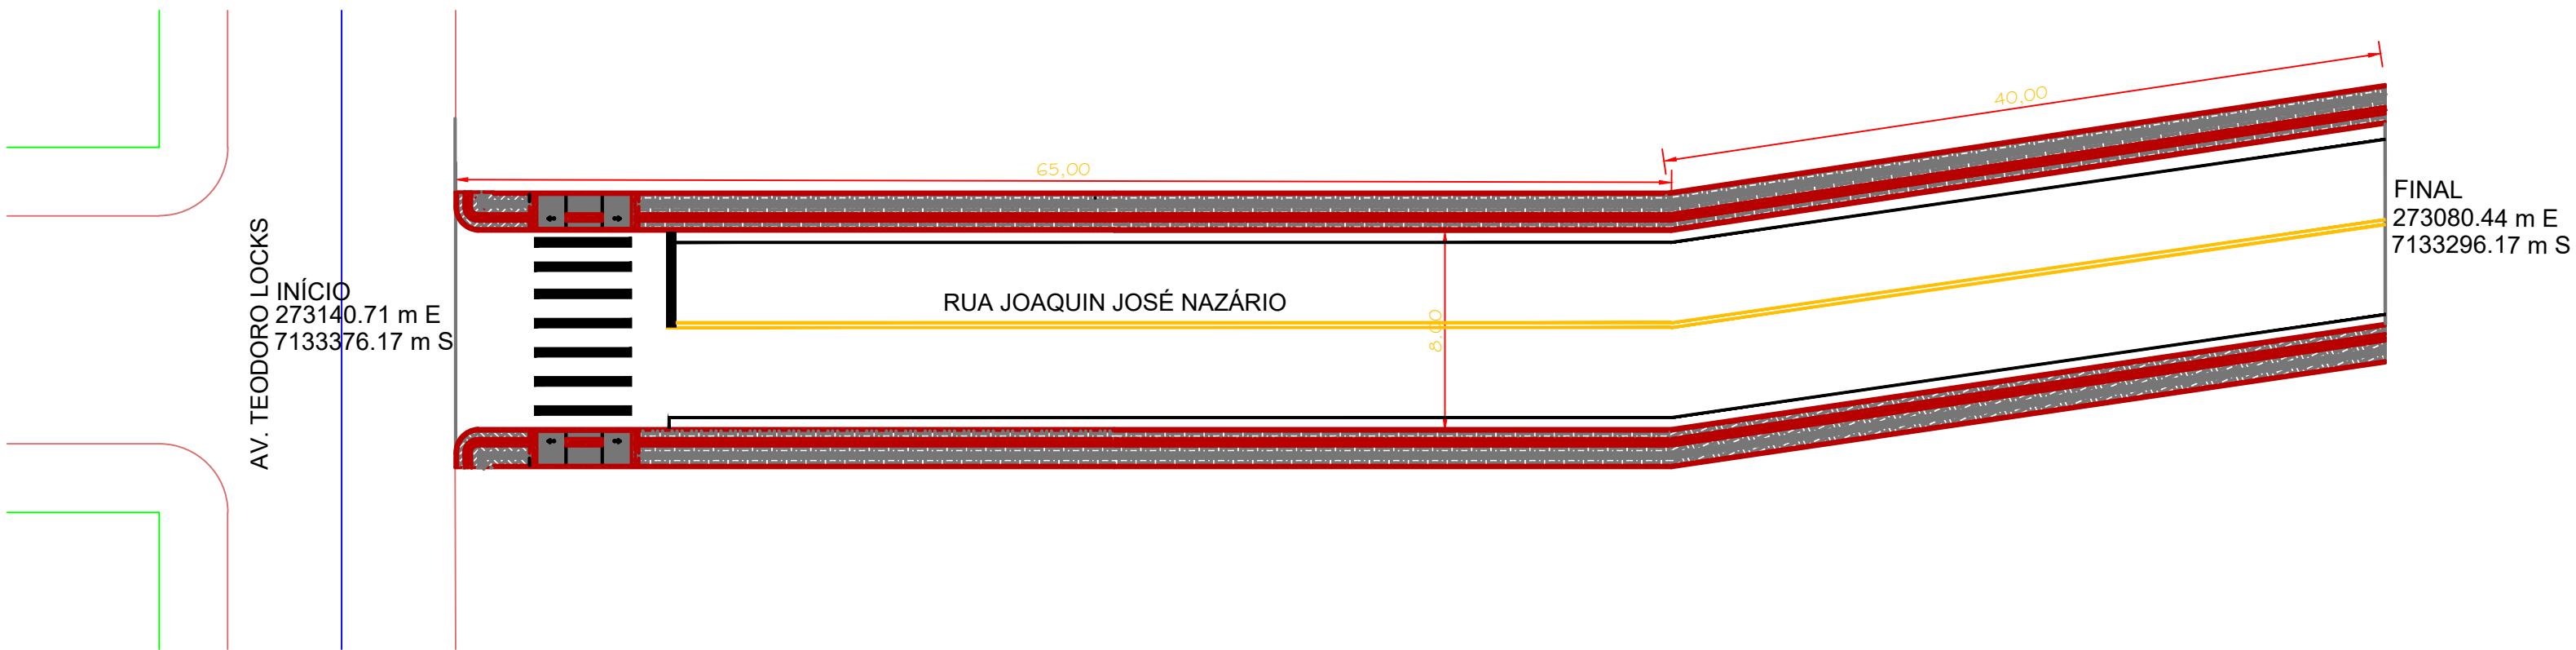 AV. TEODORO LOCKS
INÍCIO
273140.71 m E
7133376.17 m S
65,00
RUA JOAQUIN JOSÉ NAZÁRIO
8,00
40,00
FINAL
273080.44 m E
7133296.17 m S